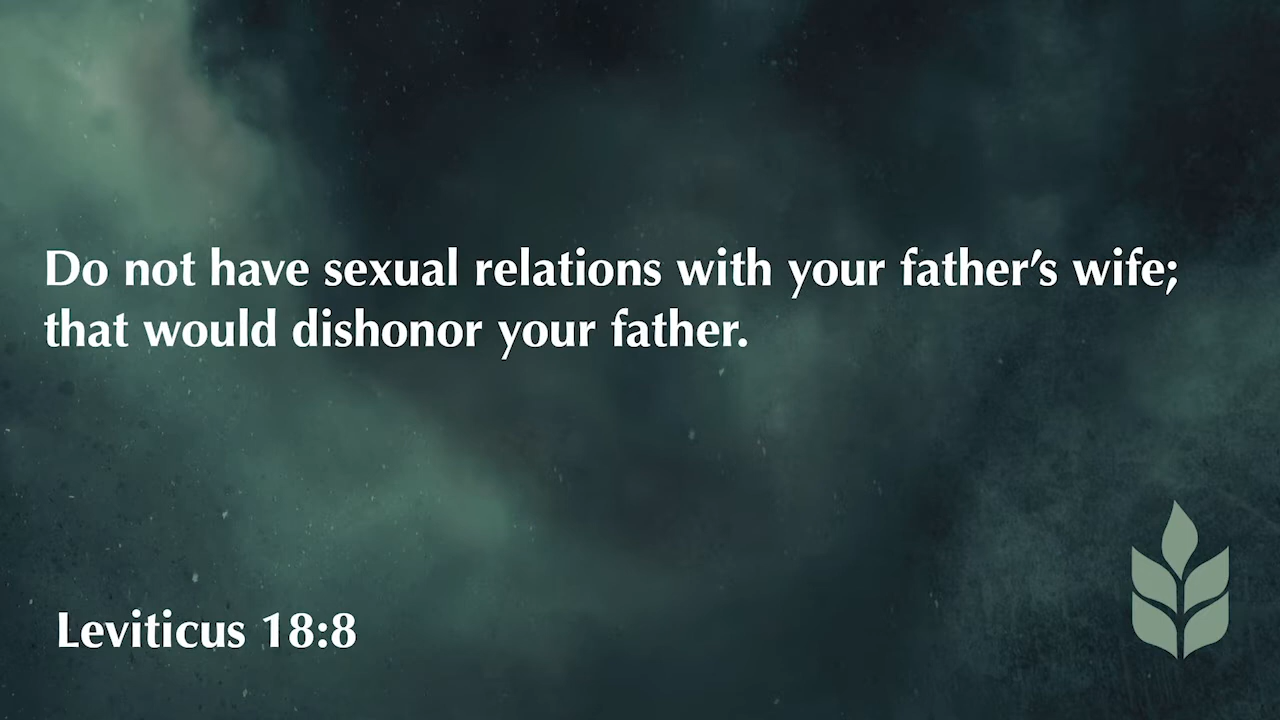 Do not have sexual relations with your father’s wife;
that would dishonor your father.
Leviticus 18:8